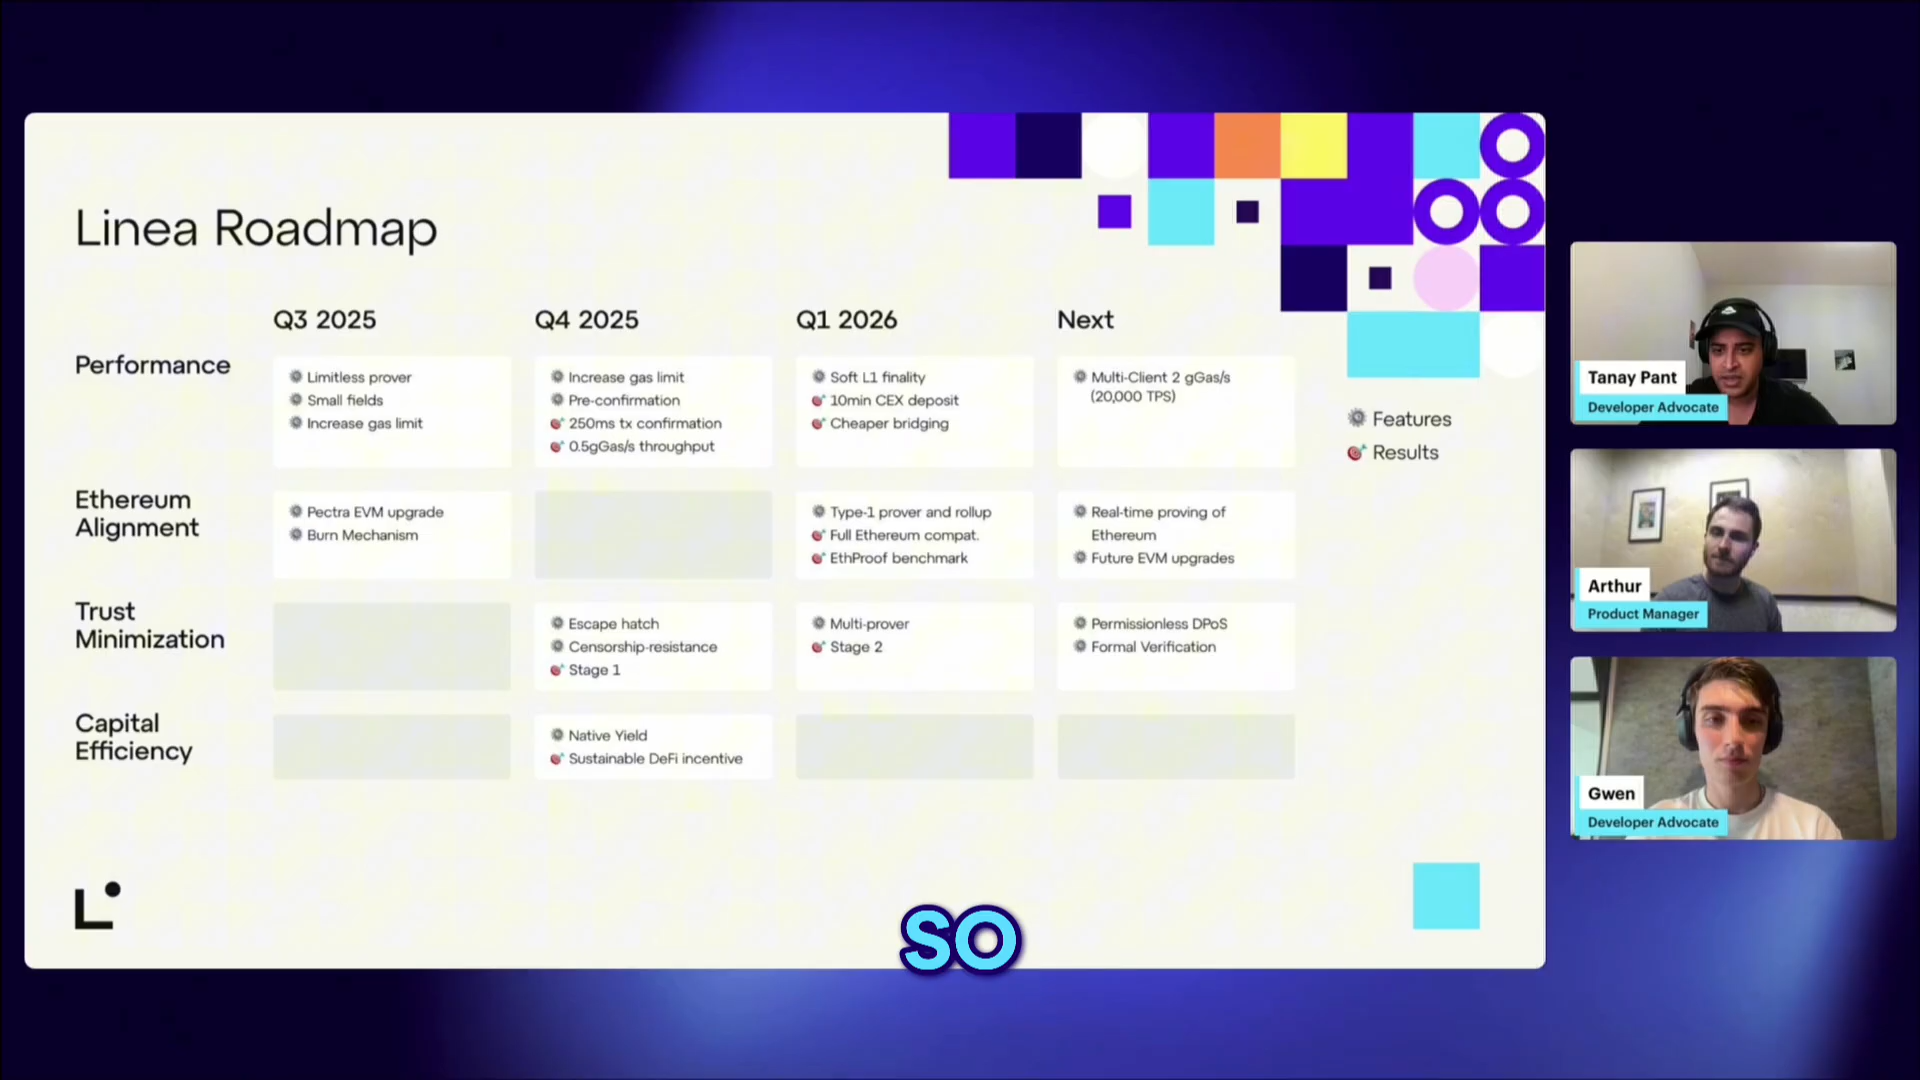 Linea Roadmap
Q3 2025
Q4 2025
Q1 2026
Next
Performance
Limitless prover
Small fields
Increase gas limit
Increase gas limit
Pre-confirmation
250ms tx confirmation
0.5gGas/s throughput
Soft L1 finality
10min CEX deposit
Cheaper bridging
Multi-Client 2 gGas/s
(20,000 TPS)
Features
Results
Ethereum
Alignment
Pectra EVM upgrade
Burn Mechanism
Type-1 prover and rollup
Full Ethereum compat.
EthProof benchmark
Real-time proving of
Ethereum
Future EVM upgrades
Trust
Minimization
Escape hatch
Censorship-resistance
Stage 1
Multi-prover
Stage 2
Permissionless DPoS
Formal Verification
Capital
Efficiency
Native Yield
Sustainable DeFi incentive
SO
Tanay Pant
Developer Advocate
Arthur
Product Manager
Gwen
Developer Advocate